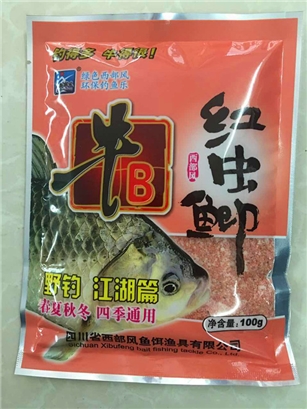 钓得多 牛得很!
绿色西部风
环保钓鱼乐
牛B
红虫鲫
西部风
野钓 江湖篇
春夏秋冬 四季通用
净含量:100g
四川省西部风鱼饵渔具有限公司
Sichuan Xibufeng bait fishing tackle Co., Ltd